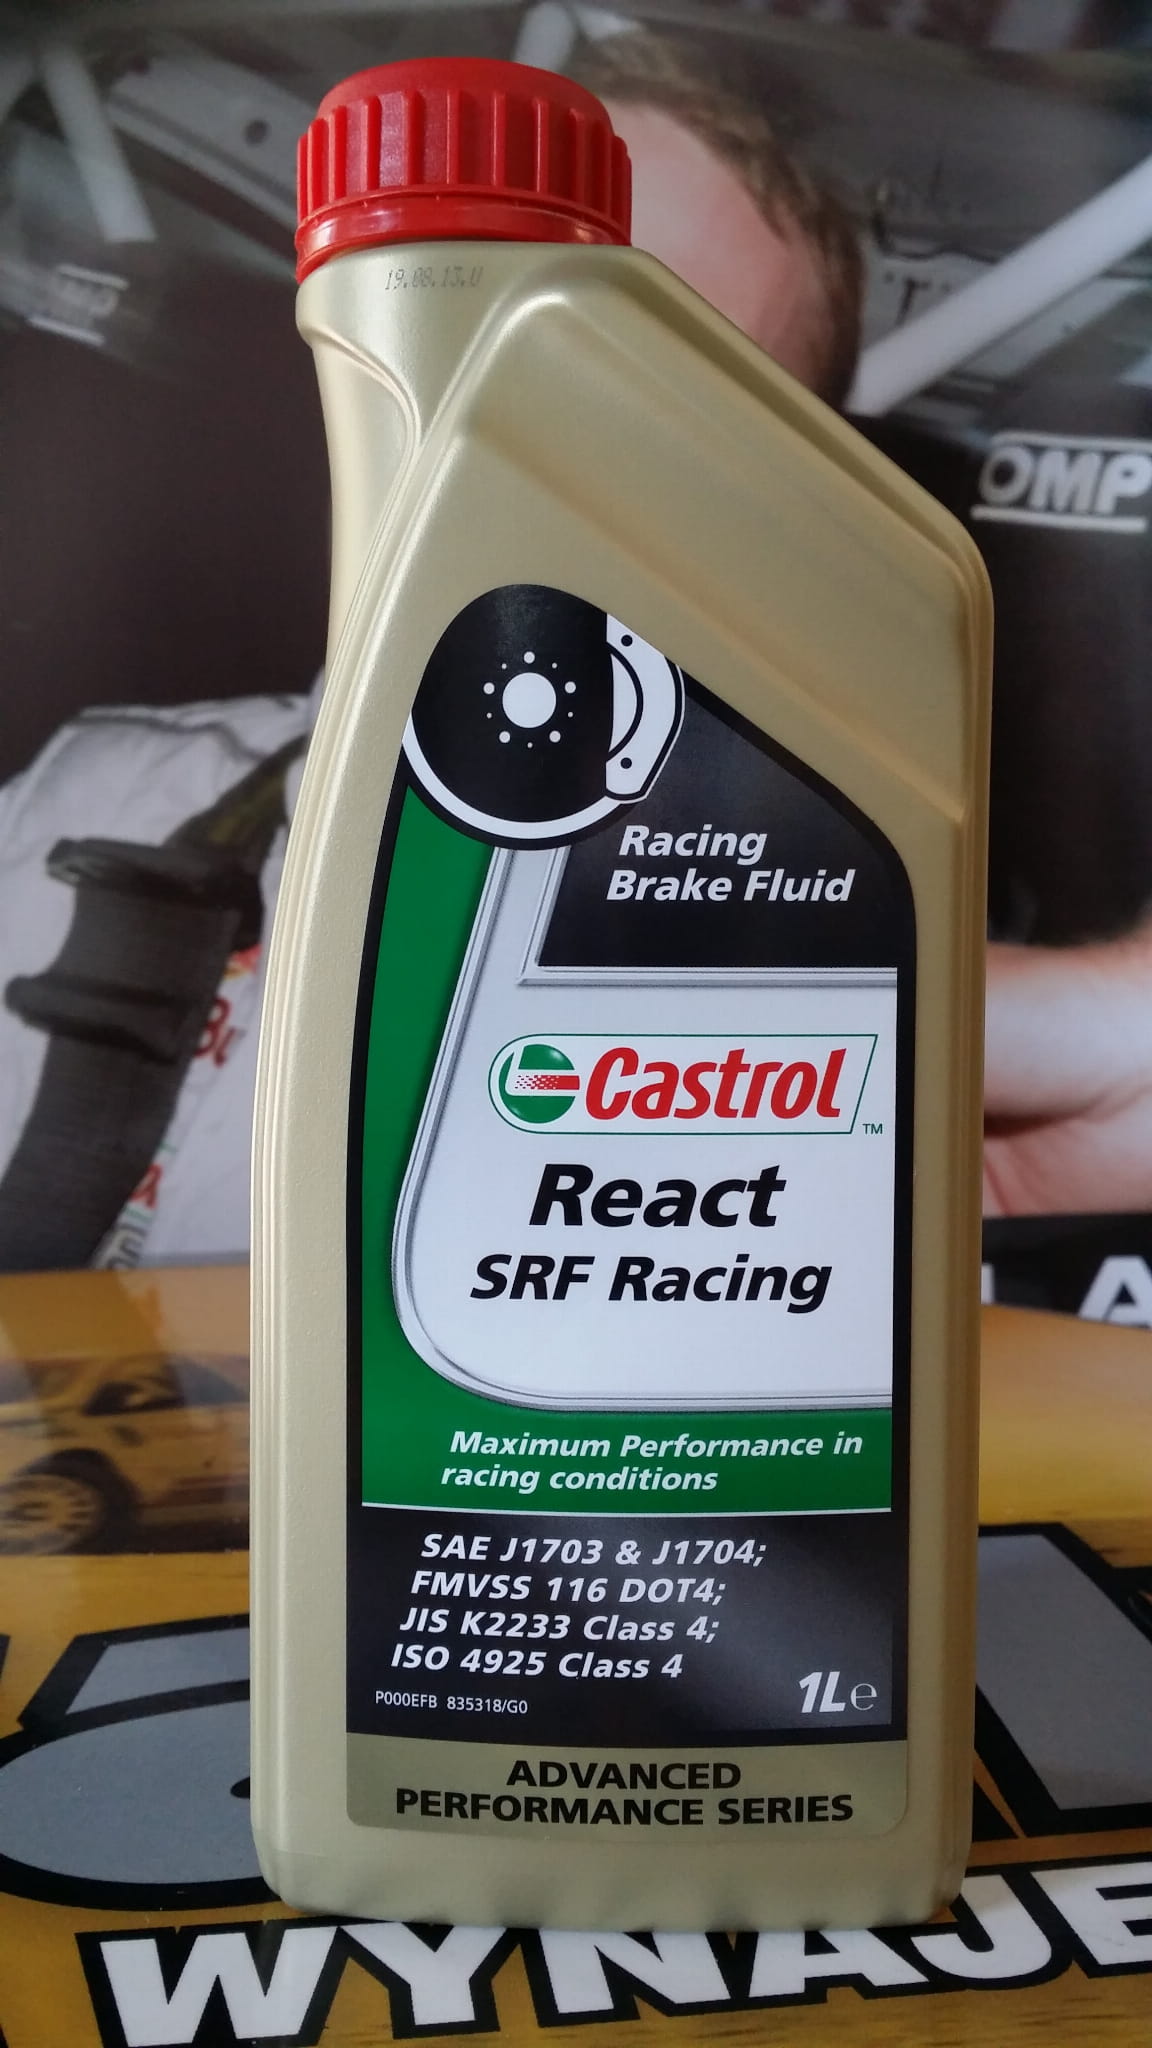 19.08.13.U
OMP
OMP
Racing
Brake Fluid
Castrol TM
React
SRF Racing
Maximum Performance in
racing conditions
SAE J1703 & J1704;
FMVSS 116 DOT4;
JIS K2233 Class 4;
ISO 4925 Class 4
P000EFB 835318/G0
1L e
ADVANCED
PERFORMANCE SERIES
WYNAJE